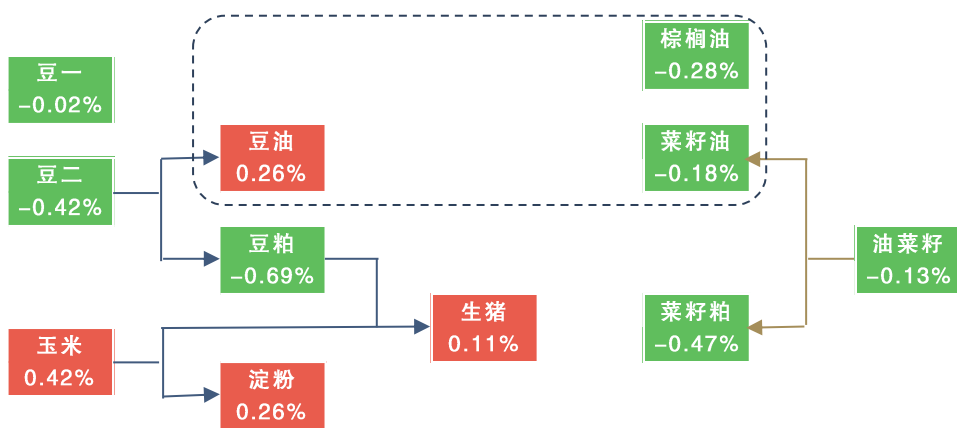 棕榈油
-0.28%
豆一
-0.02%
豆油
0.26%
菜籽油
-0.18%
豆二
-0.42%
豆粕
-0.69%
油菜籽
-0.13%
生猪
0.11%
菜籽粕
-0.47%
玉米
0.42%
淀粉
0.26%